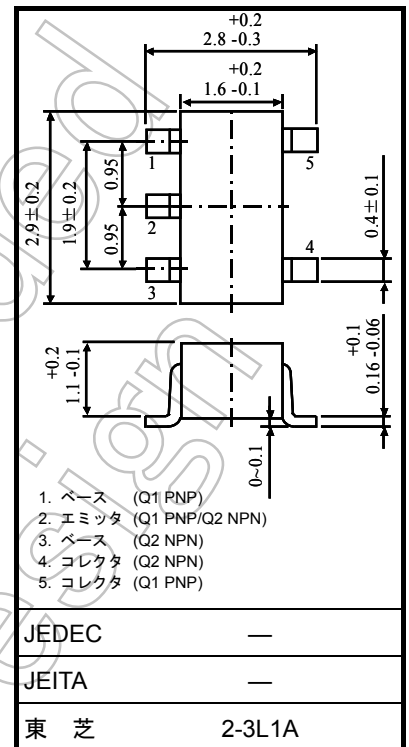 +0.2
2.8 -0.3
+0.2
1.6 -0.1
1
5
0.95
2.9±0.2
1.9±0.2
2
0.95
0.4±0.1
4
3
+0.2
1.1 -0.1
+0.1
0.16 -0.06
0~0.1
1. ベース (Q1 PNP)
2. エミッタ (Q1 PNP/Q2 NPN)
3. ベース (Q2 NPN)
4. コレクタ (Q2 NPN)
5. コレクタ (Q1 PNP)
JEDEC ―
JEITA ―
東 芝 2-3L1A